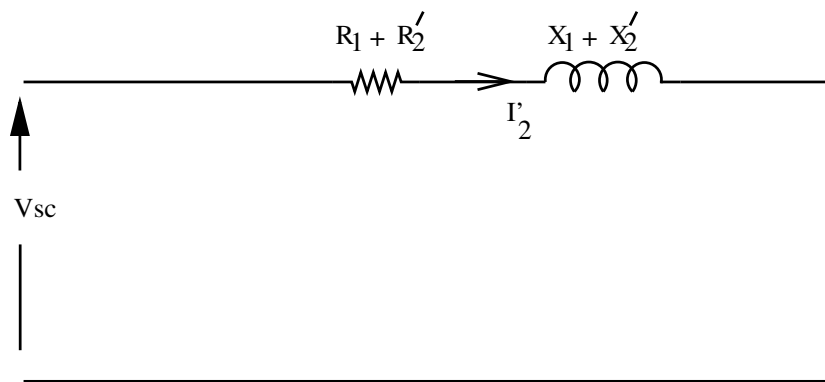 R1 + R2′ X1 + X2′
I'2
Vsc